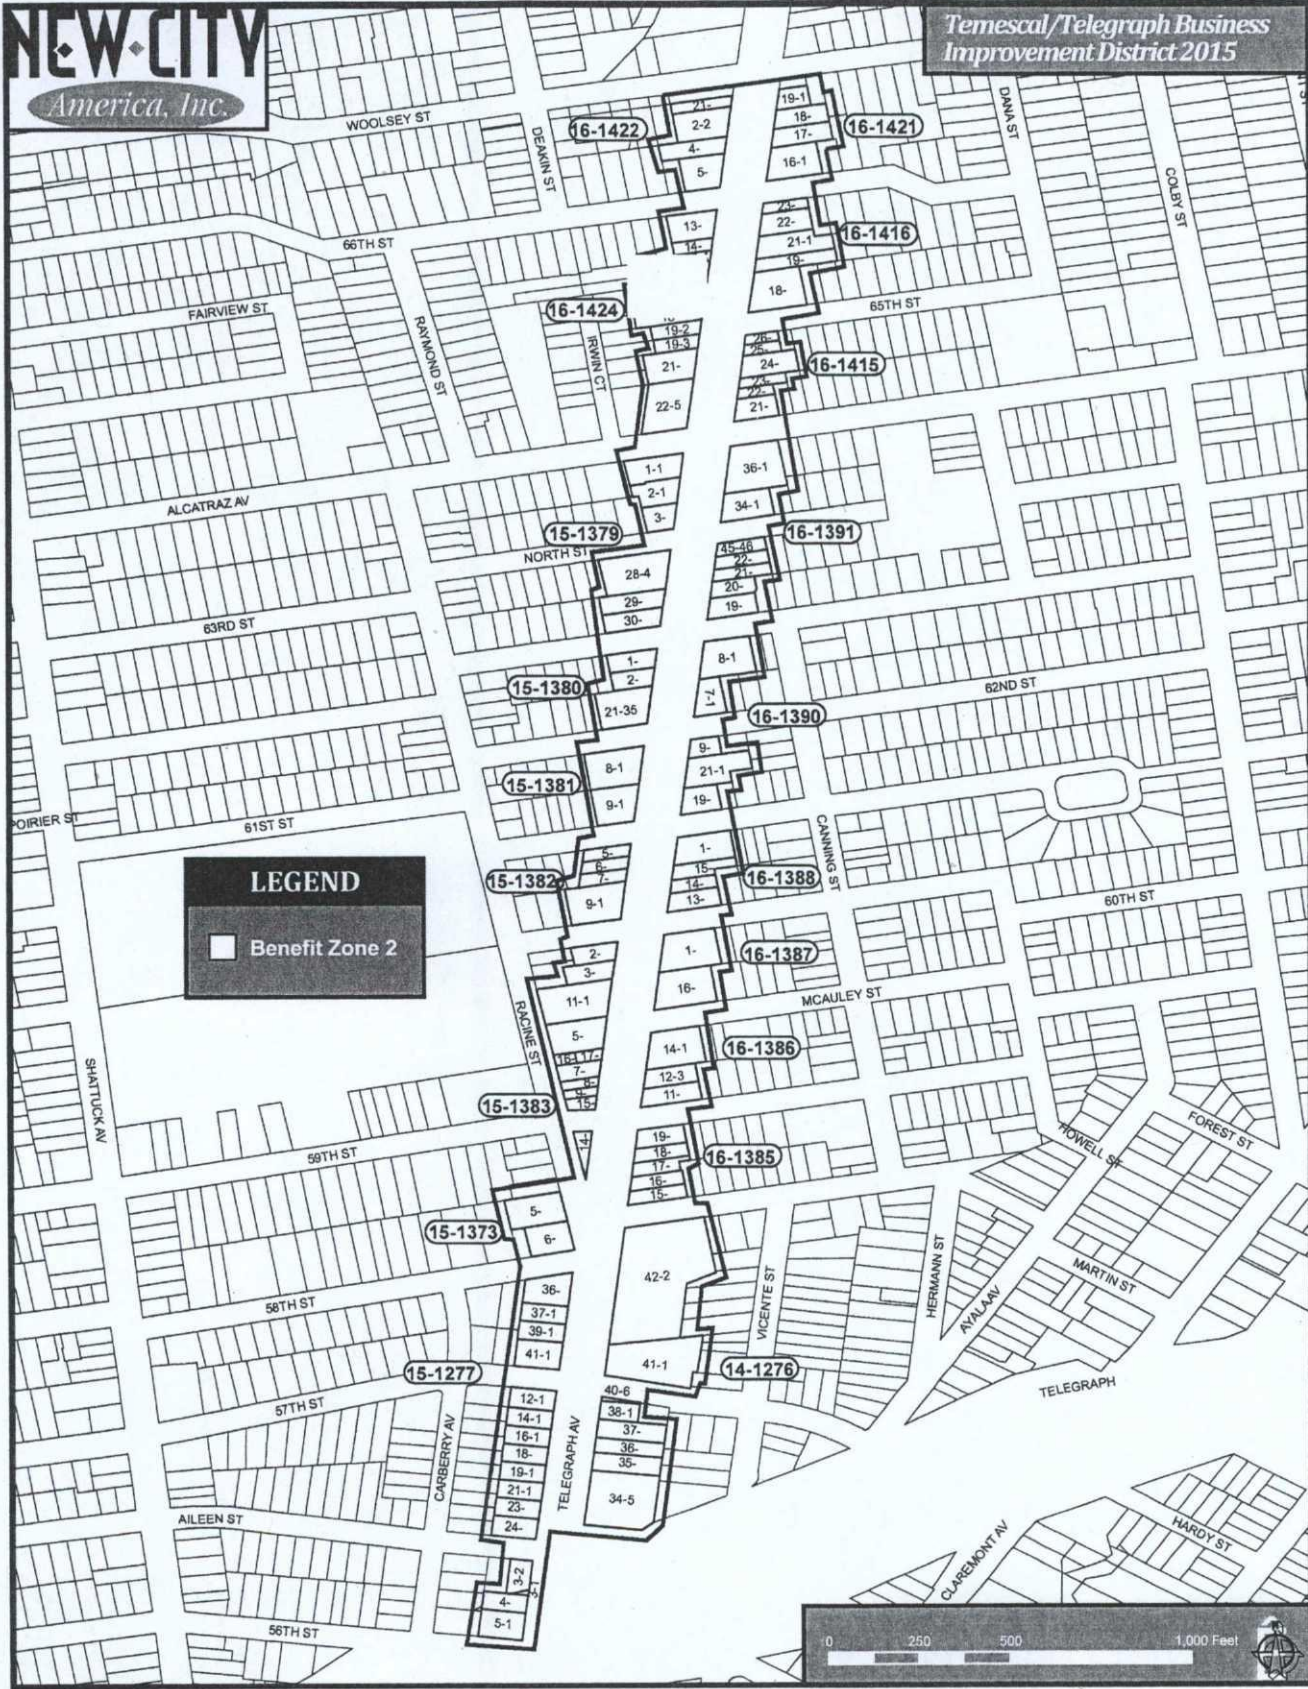 NEW CITY
America, Inc.
Temescal/Telegraph Business
Improvement District 2015
WOOLSEY ST
DEAKIN ST
DANA ST
COLBY ST
16-1422
21-
2-2
4-
5-
19-1
18-
17-
16-1
16-1421
66TH ST
13-
14-
23-
22-
21-1
19-
18-
16-1416
65TH ST
FAIRVIEW ST
RAYMOND ST
IRWIN CT
16-1424
19-2
19-3
21-
22-5
26-
25-
24-
23-
22-
21-
16-1415
ALCATRAZ AV
1-1
2-1
3-
36-1
34-1
15-1379
NORTH ST
16-1391
28-4
29-
30-
45-46
22-
21-
20-
19-
63RD ST
15-1380
1-
2-
21-35
8-1
7-1
62ND ST
16-1390
15-1381
8-1
9-1
9-
21-1
19-
POIRIER ST
61ST ST
CANNING ST
LEGEND
Benefit Zone 2
15-1382
5-
6-
7-
9-1
1-
15-
14-
13-
16-1388
60TH ST
2-
3-
11-1
5-
17-
7-
8-
9-
15-
1-
16-
16-1387
MCAULEY ST
RACINE ST
SHATTUCK AV
14-1
12-3
11-
16-1386
15-1383
59TH ST
14-
19-
18-
17-
16-
15-
16-1385
HOWELL ST
FOREST ST
15-1373
5-
6-
42-2
VICENTE ST
HERMANN ST
AYALA AV
MARTIN ST
58TH ST
36-
37-1
39-1
41-1
41-1
15-1277
14-1276
TELEGRAPH
57TH ST
CARBERRY AV
12-1
14-1
16-1
18-
19-1
21-1
23-
24-
TELEGRAPH AV
40-6
38-1
37-
36-
35-
34-5
AILEEN ST
CLAREMONT AV
HARDY ST
3-2
4-
5-1
56TH ST
0 250 500 1,000 Feet